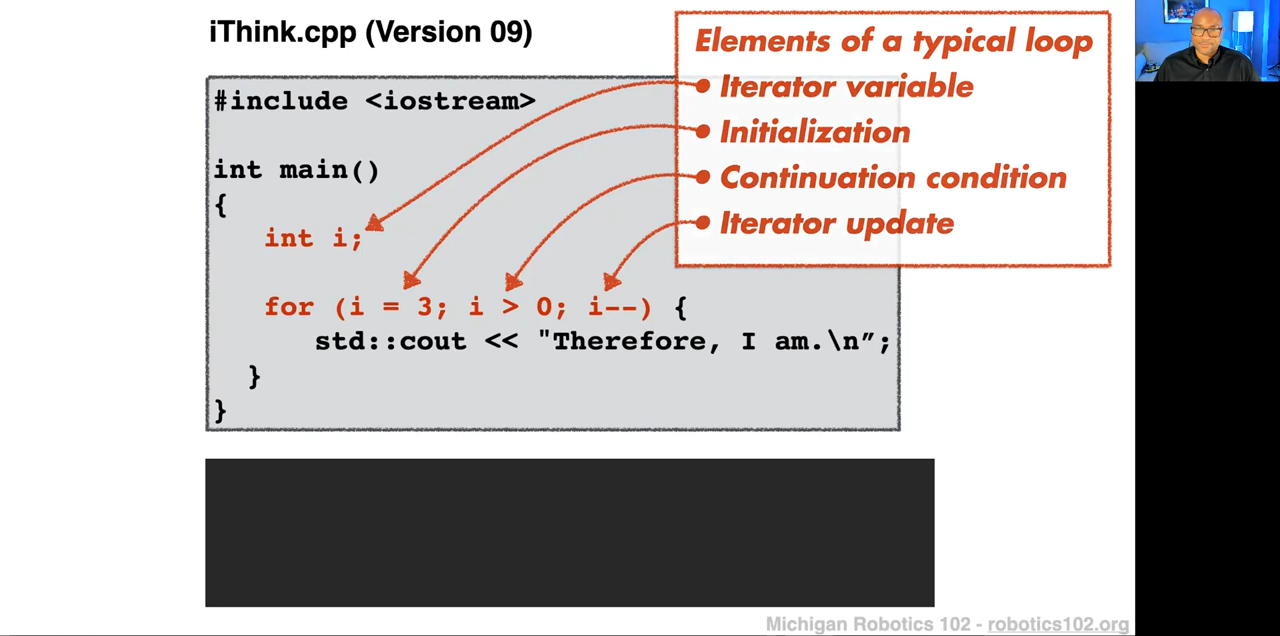 iThink.cpp (Version 09)
Elements of a typical loop
• Iterator variable
• Initialization
• Continuation condition
• Iterator update
#include <iostream>
int main()
{
int i;
for (i = 3; i > 0; i--) {
std::cout << "Therefore, I am.\n”;
}
}
Michigan Robotics 102 - robotics102.org